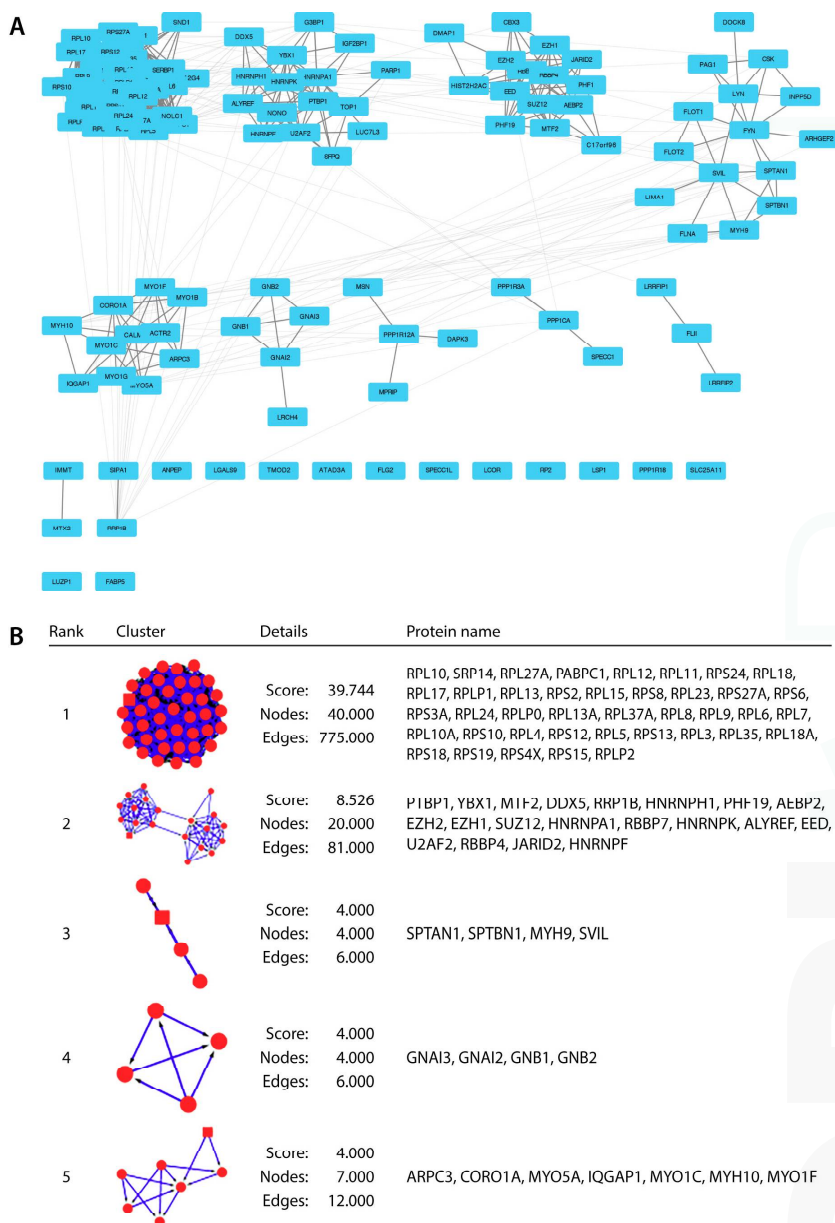 A
RPL10
RPS27A
SND1
RPL17
RPS12
SERBP1
RPS10
RPL12
NOLC1
RPL24
G3BP1
DDX5
IGF2BP1
YBX1
HNRNPH1
HNRNPA1
PARP1
HNRNPK
ALYREF
PTBP1
TOP1
NONO
HNRNPF
U2AF2
LUC7L3
SFPQ
CBX3
DMAP1
EZH1
EZH2
JARID2
HIST2H2AC
PHF1
EED
SUZ12
AEBP2
PHF19
MTF2
C17orf96
DOCK8
PAG1
CSK
LYN
INPP5D
FLOT1
FYN
ARHGEF2
FLOT2
SVIL
SPTAN1
LIMA1
SPTBN1
FLNA
MYH9
MYO1F
CORO1A
MYO1B
MYH10
CALM
ACTR2
MYO1C
ARPC3
MYO1G
IQGAP1
MYO5A
GNB2
GNAI3
GNB1
GNAI2
LRCH4
MSN
PPP1R12A
DAPK3
MPRIP
PPP1R3A
PPP1CA
SPECC1
LRRFIP1
FLII
LRRFIP2
IMMT
SIPA1
ANPEP
LGALS9
TMOD2
ATAD3A
FLG2
SPECC1L
LCOR
RP2
LSP1
PPP1R18
SLC25A11
RRP1B
LUZP1
FABP5
B
Rank Cluster Details Protein name
1
Score: 39.744
Nodes: 40.000
Edges: 775.000
RPL10, SRP14, RPL27A, PABPC1, RPL12, RPL11, RPS24, RPL18,
RPL17, RPLP1, RPL13, RPS2, RPL15, RPS8, RPL23, RPS27A, RPS6,
RPS3A, RPL24, RPLP0, RPL13A, RPL37A, RPL8, RPL9, RPL6, RPL7,
RPL10A, RPS10, RPL4, RPS12, RPL5, RPS13, RPL3, RPL35, RPL18A,
RPS18, RPS19, RPS4X, RPS15, RPLP2
2
Score: 8.526
Nodes: 20.000
Edges: 81.000
PTBP1, YBX1, MTF2, DDX5, RRP1B, HNRNPH1, PHF19, AEBP2,
EZH2, EZH1, SUZ12, HNRNPA1, RBBP7, HNRNPK, ALYREF, EED,
U2AF2, RBBP4, JARID2, HNRNPF
3
Score: 4.000
Nodes: 4.000
Edges: 6.000
SPTAN1, SPTBN1, MYH9, SVIL
4
Score: 4.000
Nodes: 4.000
Edges: 6.000
GNAI3, GNAI2, GNB1, GNB2
5
Score: 4.000
Nodes: 7.000
Edges: 12.000
ARPC3, CORO1A, MYO5A, IQGAP1, MYO1C, MYH10, MYO1F